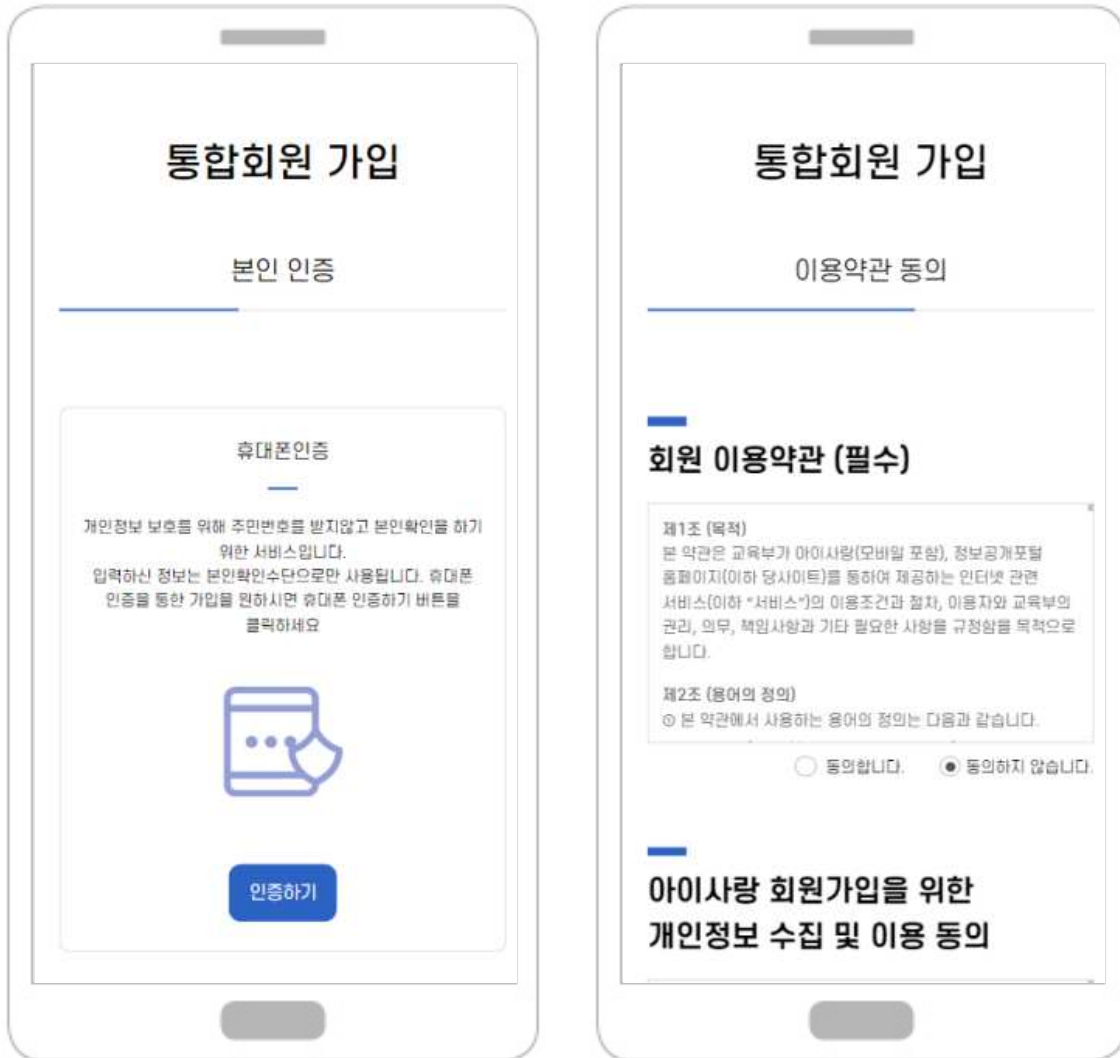 통합회원 가입
본인 인증
휴대폰인증
개인정보 보호를 위해 주민번호를 받지않고 본인확인을 하기
위한 서비스입니다.
입력하신 정보는 본인확인수단으로만 사용됩니다. 휴대폰
인증을 통한 가입을 원하시면 휴대폰 인증하기 버튼을
클릭하세요
인증하기
통합회원 가입
이용약관 동의
회원 이용약관 (필수)
제1조 (목적)
본 약관은 교육부가 아이사랑(모바일 포함), 정보공개포털
홈페이지(이하 당사이트)를 통하여 제공하는 인터넷 관련
서비스(이하 “서비스”)의 이용조건과 절차, 이용자와 교육부의
권리, 의무, 책임사항과 기타 필요한 사항을 규정함을 목적으로
합니다.
제2조 (용어의 정의)
① 본 약관에서 사용하는 용어의 정의는 다음과 같습니다.
동의합니다. 동의하지 않습니다.
아이사랑 회원가입을 위한
개인정보 수집 및 이용 동의